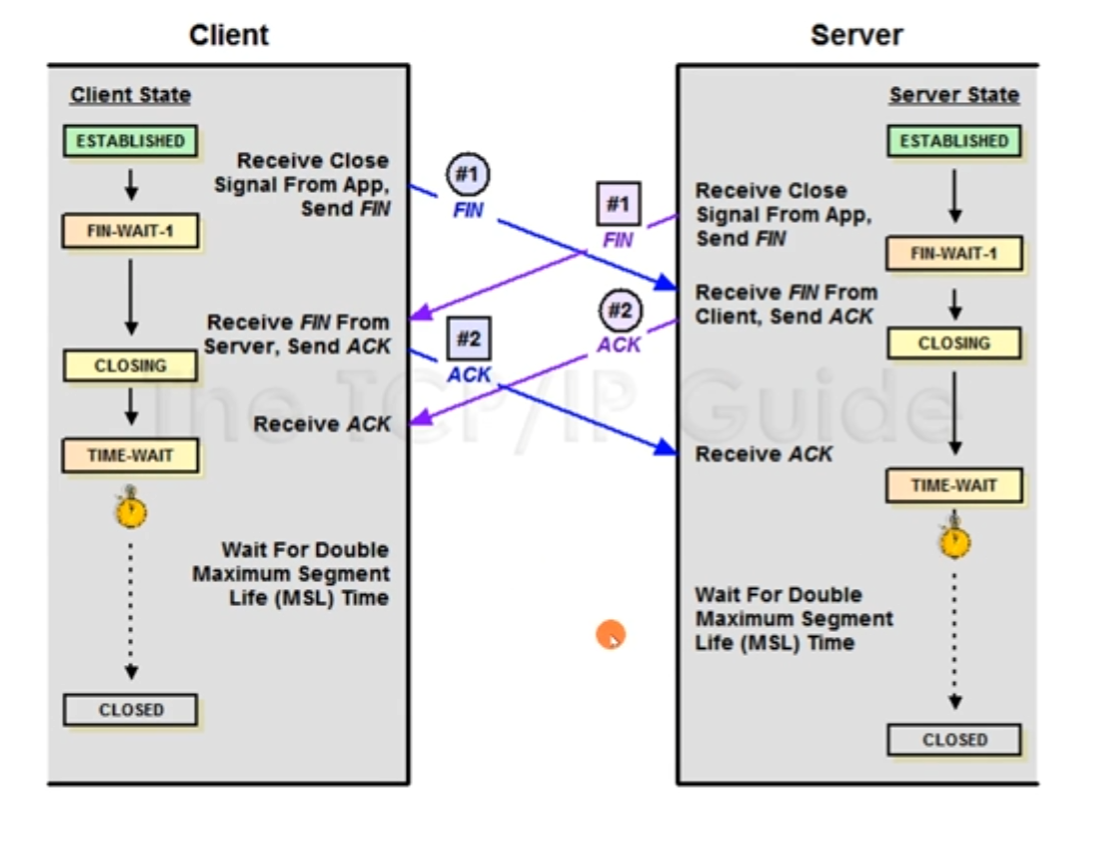 Client
Server
Client State
ESTABLISHED
Receive Close
Signal From App,
Send FIN
FIN-WAIT-1
Receive FIN From
Server, Send ACK
CLOSING
Receive ACK
TIME-WAIT
Wait For Double
Maximum Segment
Life (MSL) Time
CLOSED
#1
FIN
#1
FIN
#2
ACK
#2
ACK
Server State
ESTABLISHED
Receive Close
Signal From App,
Send FIN
FIN-WAIT-1
Receive FIN From
Client, Send ACK
CLOSING
Receive ACK
TIME-WAIT
Wait For Double
Maximum Segment
Life (MSL) Time
CLOSED
The TCP/IP Guide